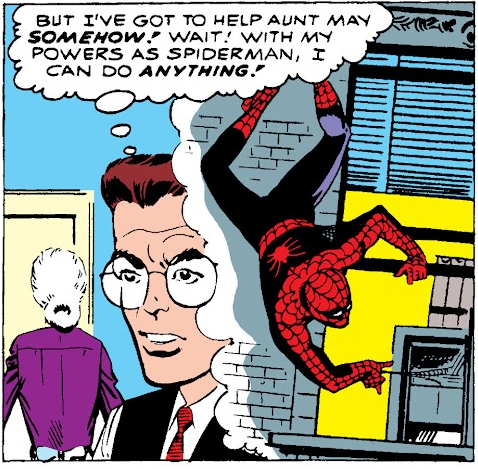 BUT I'VE GOT TO HELP AUNT MAY
SOMEHOW! WAIT! WITH MY
POWERS AS SPIDERMAN, I
CAN DO ANYTHING!